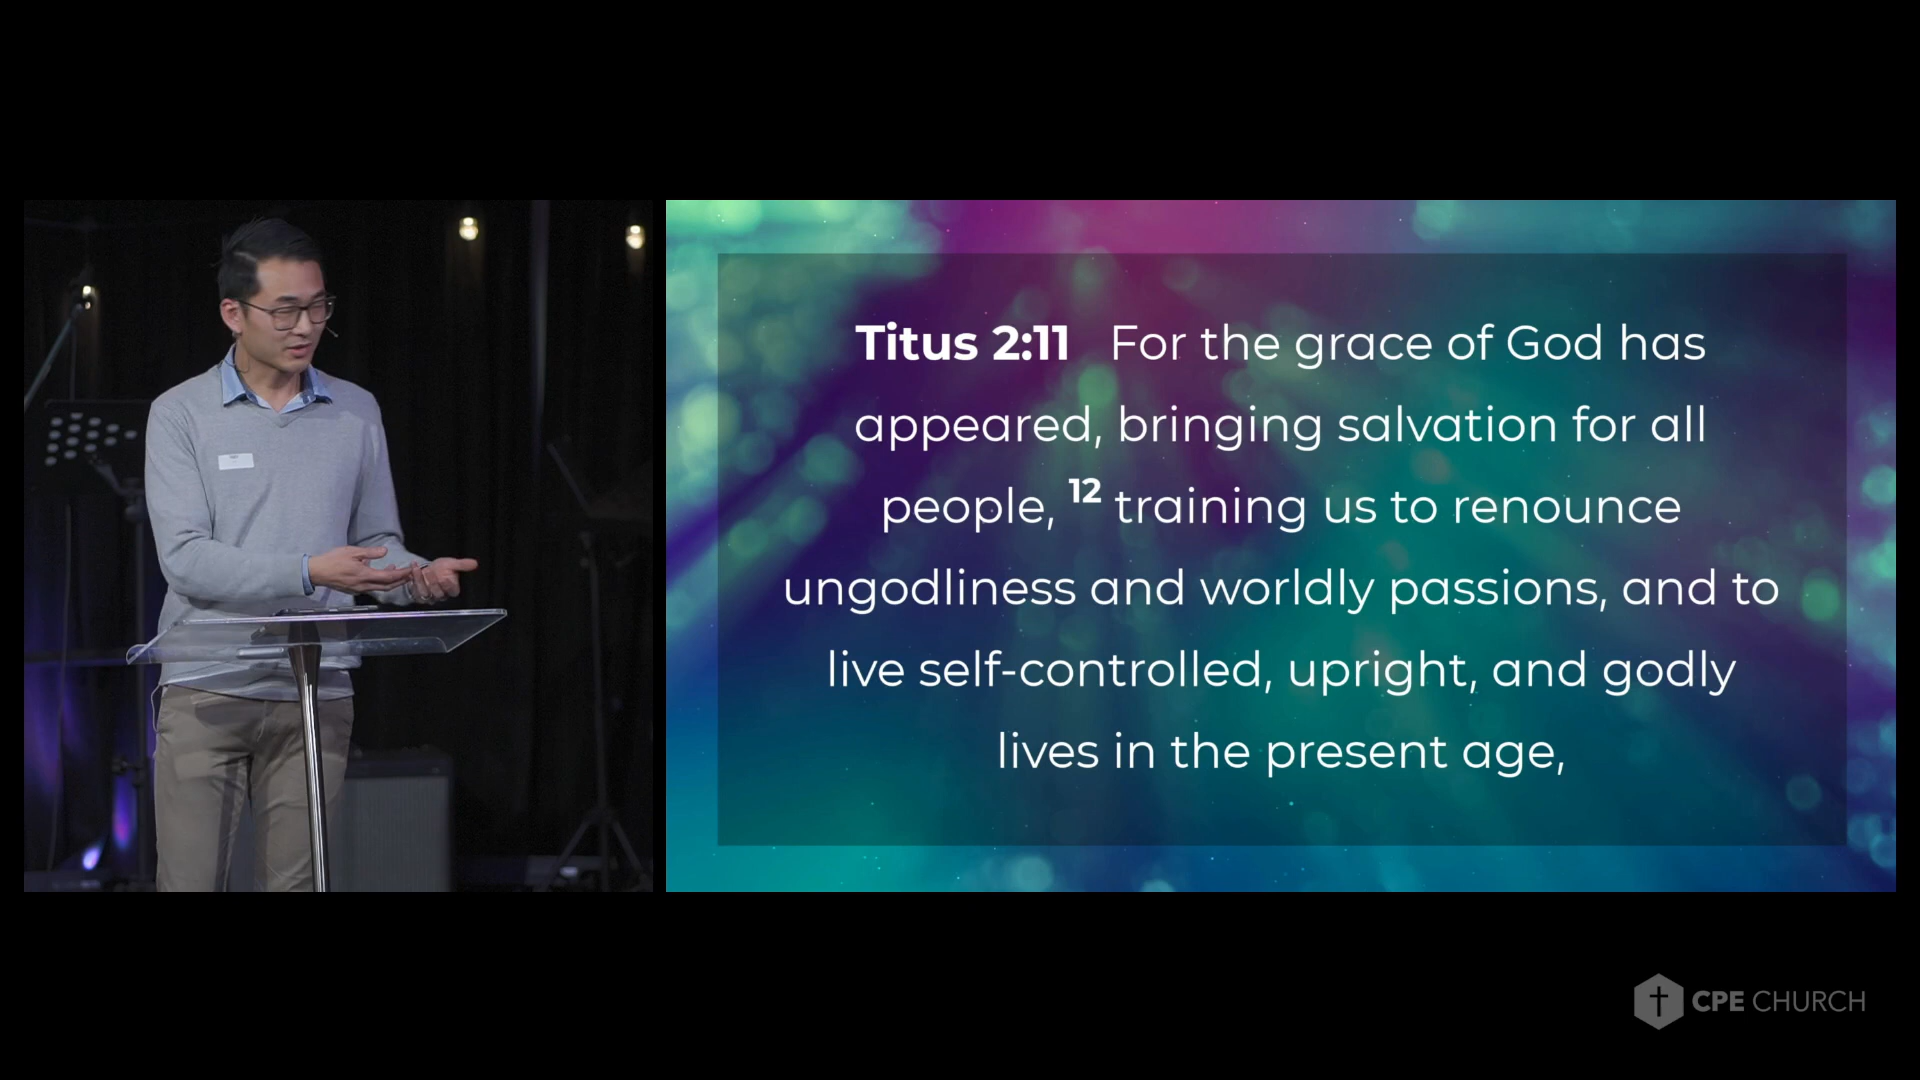 Titus 2:11 For the grace of God has
appeared, bringing salvation for all
people, 12 training us to renounce
ungodliness and worldly passions, and to
live self-controlled, upright, and godly
lives in the present age,
CPE CHURCH